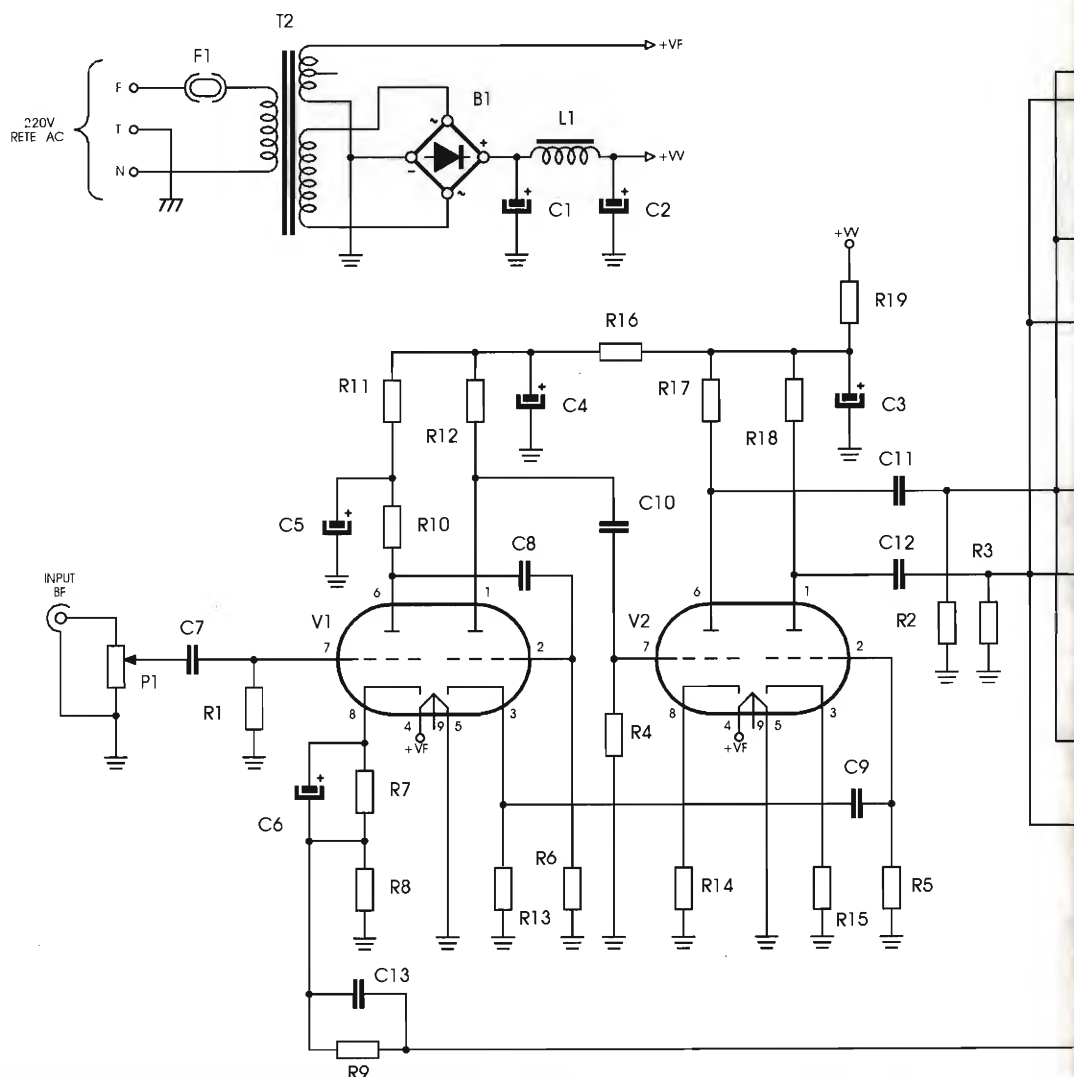 T2
+VF
F1
F
B1
~
L1
220V
RETE AC
T
+
+VV
-
N
~
+
C1
+
C2
+VV
R19
R16
R11
R12
+
C4
R17
R18
+
C3
C11
C10
+
C5
R10
C8
C12
R3
INPUT
BF
6
1
6
1
C7
V1
V2
R2
7
2
7
2
P1
R1
8
4
9
5
3
+VF
R4
8
4
9
5
3
+VF
C9
+
C6
R7
R8
R13
R6
R14
R15
R5
C13
R9